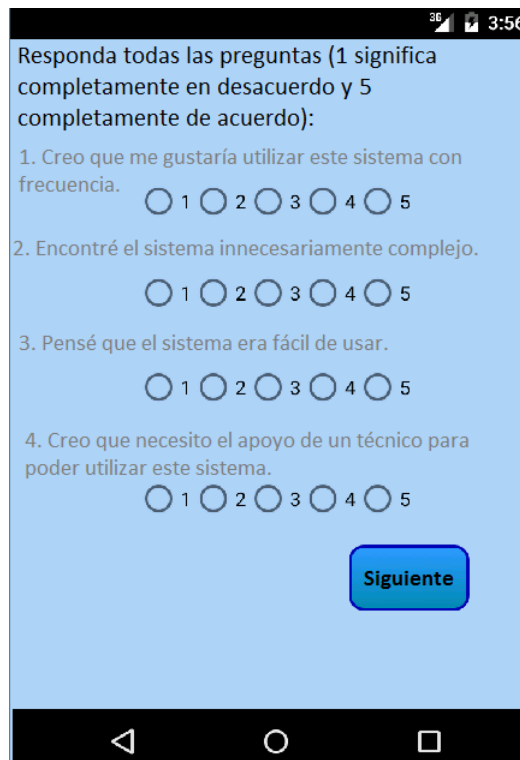 3G 3:56
Responda todas las preguntas (1 significa
completamente en desacuerdo y 5
completamente de acuerdo):
1. Creo que me gustaría utilizar este sistema con
frecuencia.
1 2 3 4 5
2. Encontré el sistema innecesariamente complejo.
1 2 3 4 5
3. Pensé que el sistema era fácil de usar.
1 2 3 4 5
4. Creo que necesito el apoyo de un técnico para
poder utilizar este sistema.
1 2 3 4 5
Siguiente